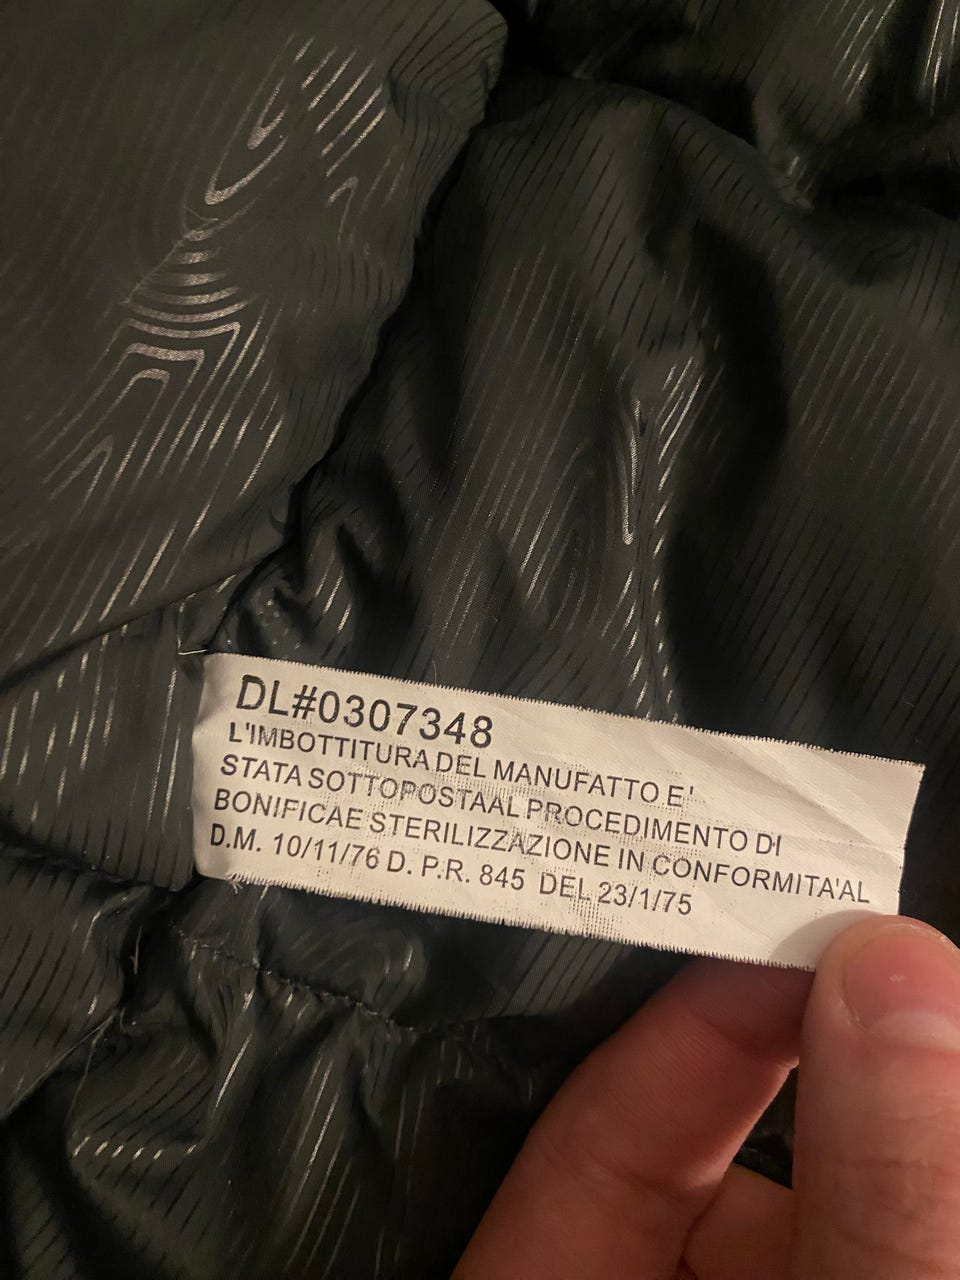 DL#0307348
L'IMBOTTITURA DEL MANUFATTO E'
STATA SOTTOPOSTAAL PROCEDIMENTO DI
BONIFICAE STERILIZZAZIONE IN CONFORMITA'AL
D.M. 10/11/76 D. P.R. 845 DEL 23/1/75